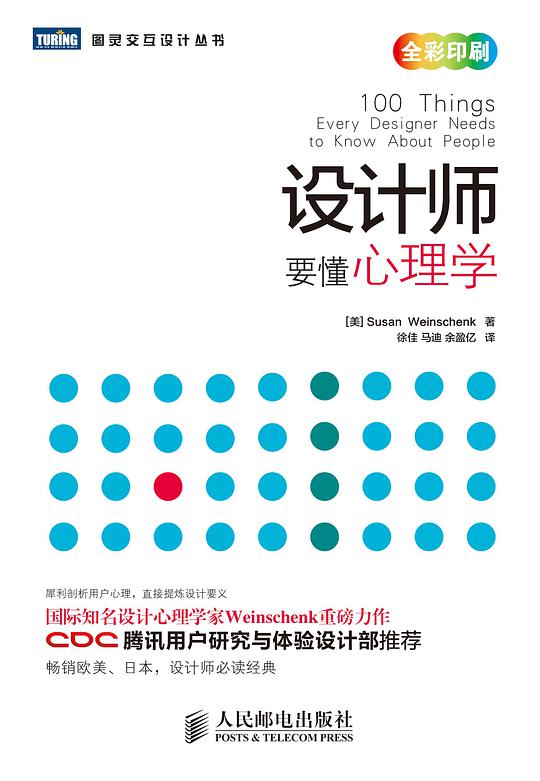 TURING
图灵交互设计丛书
全彩印刷
100 Things
Every Designer Needs
to Know About People
设计师
要懂心理学
[美] Susan Weinschenk 著
徐佳 马迪 余盈亿 译
犀利剖析用户心理，直接提炼设计要义
国际知名设计心理学家Weinschenk重磅力作
CDC 腾讯用户研究与体验设计部推荐
畅销欧美、日本，设计师必读经典
人民邮电出版社
POSTS & TELECOM PRESS